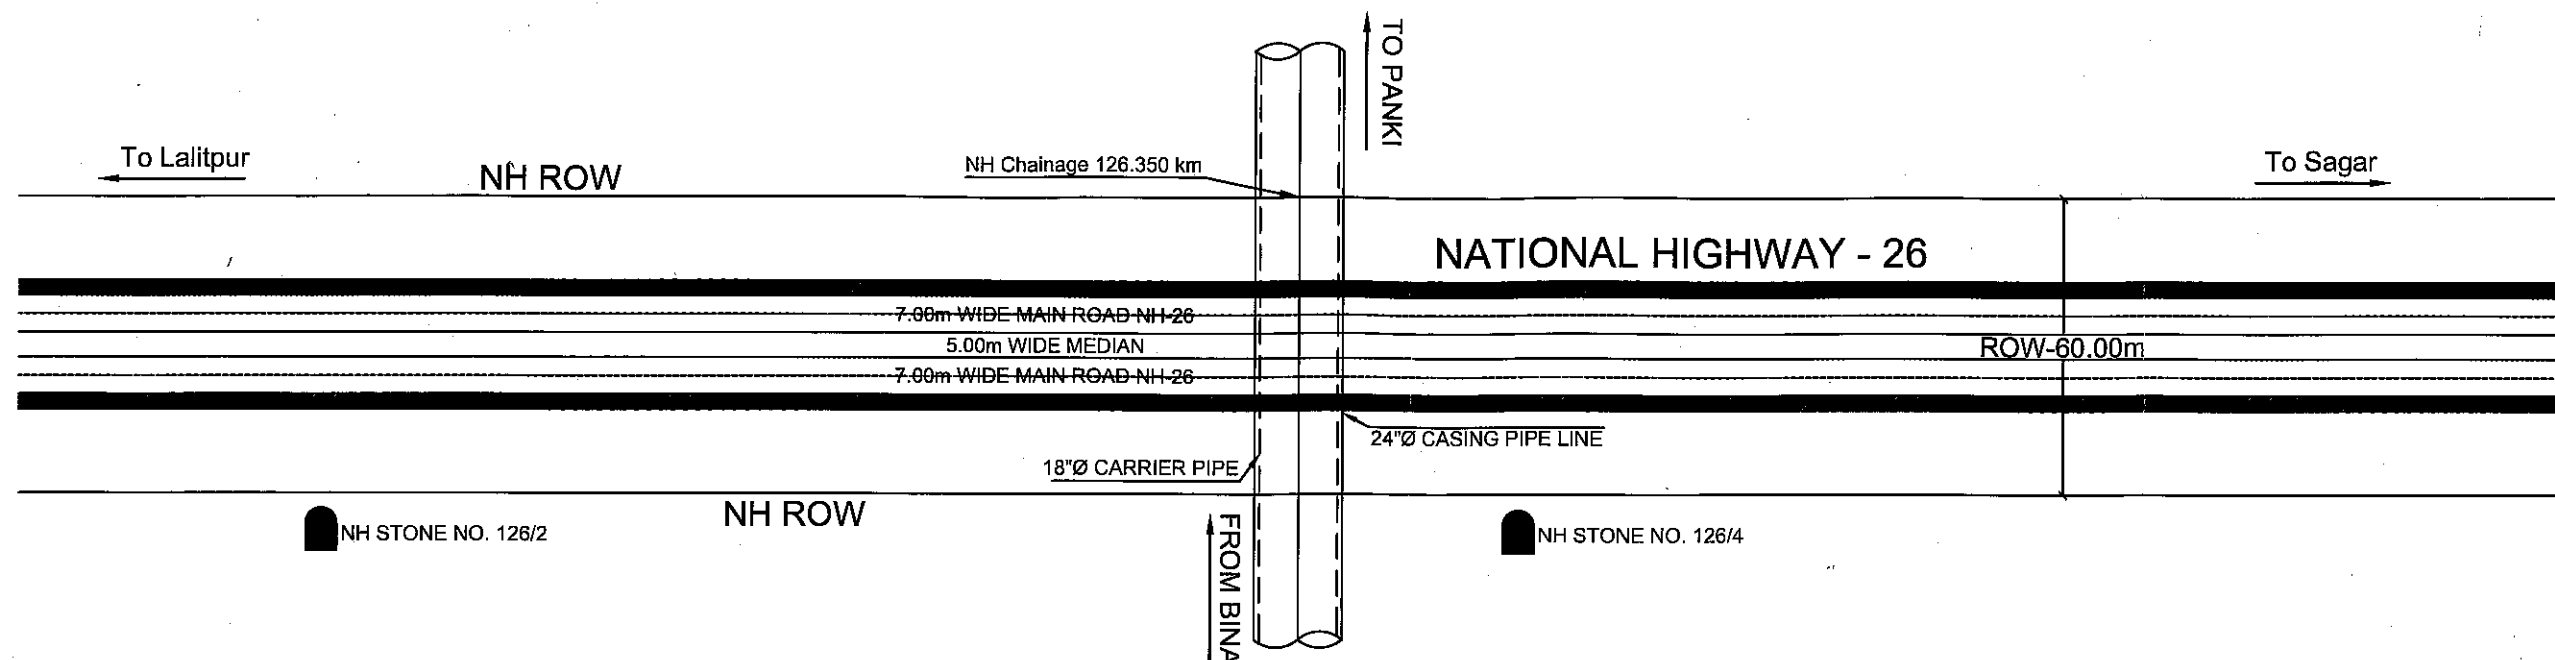 TO PANKI
To Lalitpur
NH ROW
NH Chainage 126.350 km
To Sagar
NATIONAL HIGHWAY - 26
7.00m WIDE MAIN ROAD NH-26
5.00m WIDE MEDIAN
ROW-60.00m
7.00m WIDE MAIN ROAD NH-26
24"Ø CASING PIPE LINE
18"Ø CARRIER PIPE
NH ROW
NH STONE NO. 126/2
NH STONE NO. 126/4
FROM BINA